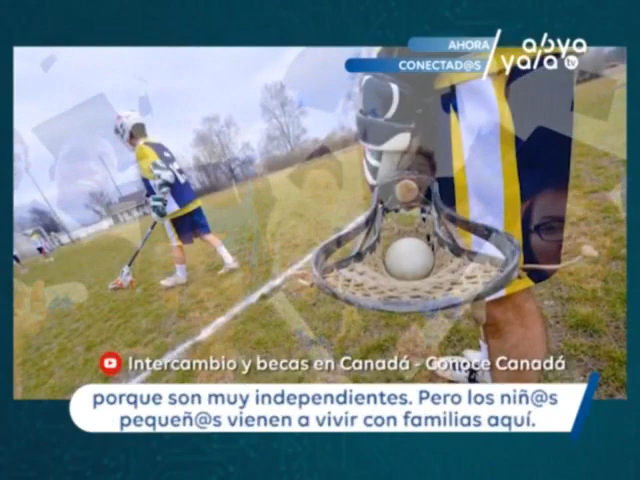 AHORA
CONECTAD@S
abya
yala tv
Intercambio y becas en Canadá - Conoce Canadá
porque son muy independientes. Pero los niñ@s
pequeñ@s vienen a vivir con familias aquí.